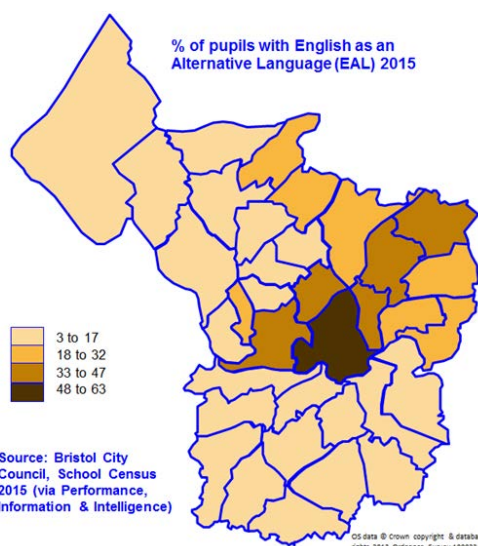 % of pupils with English as an
Alternative Language (EAL) 2015
3 to 17
18 to 32
33 to 47
48 to 63
Source: Bristol City
Council, School Census
2015 (via Performance,
Information & Intelligence)
OS data © Crown copyright & databa